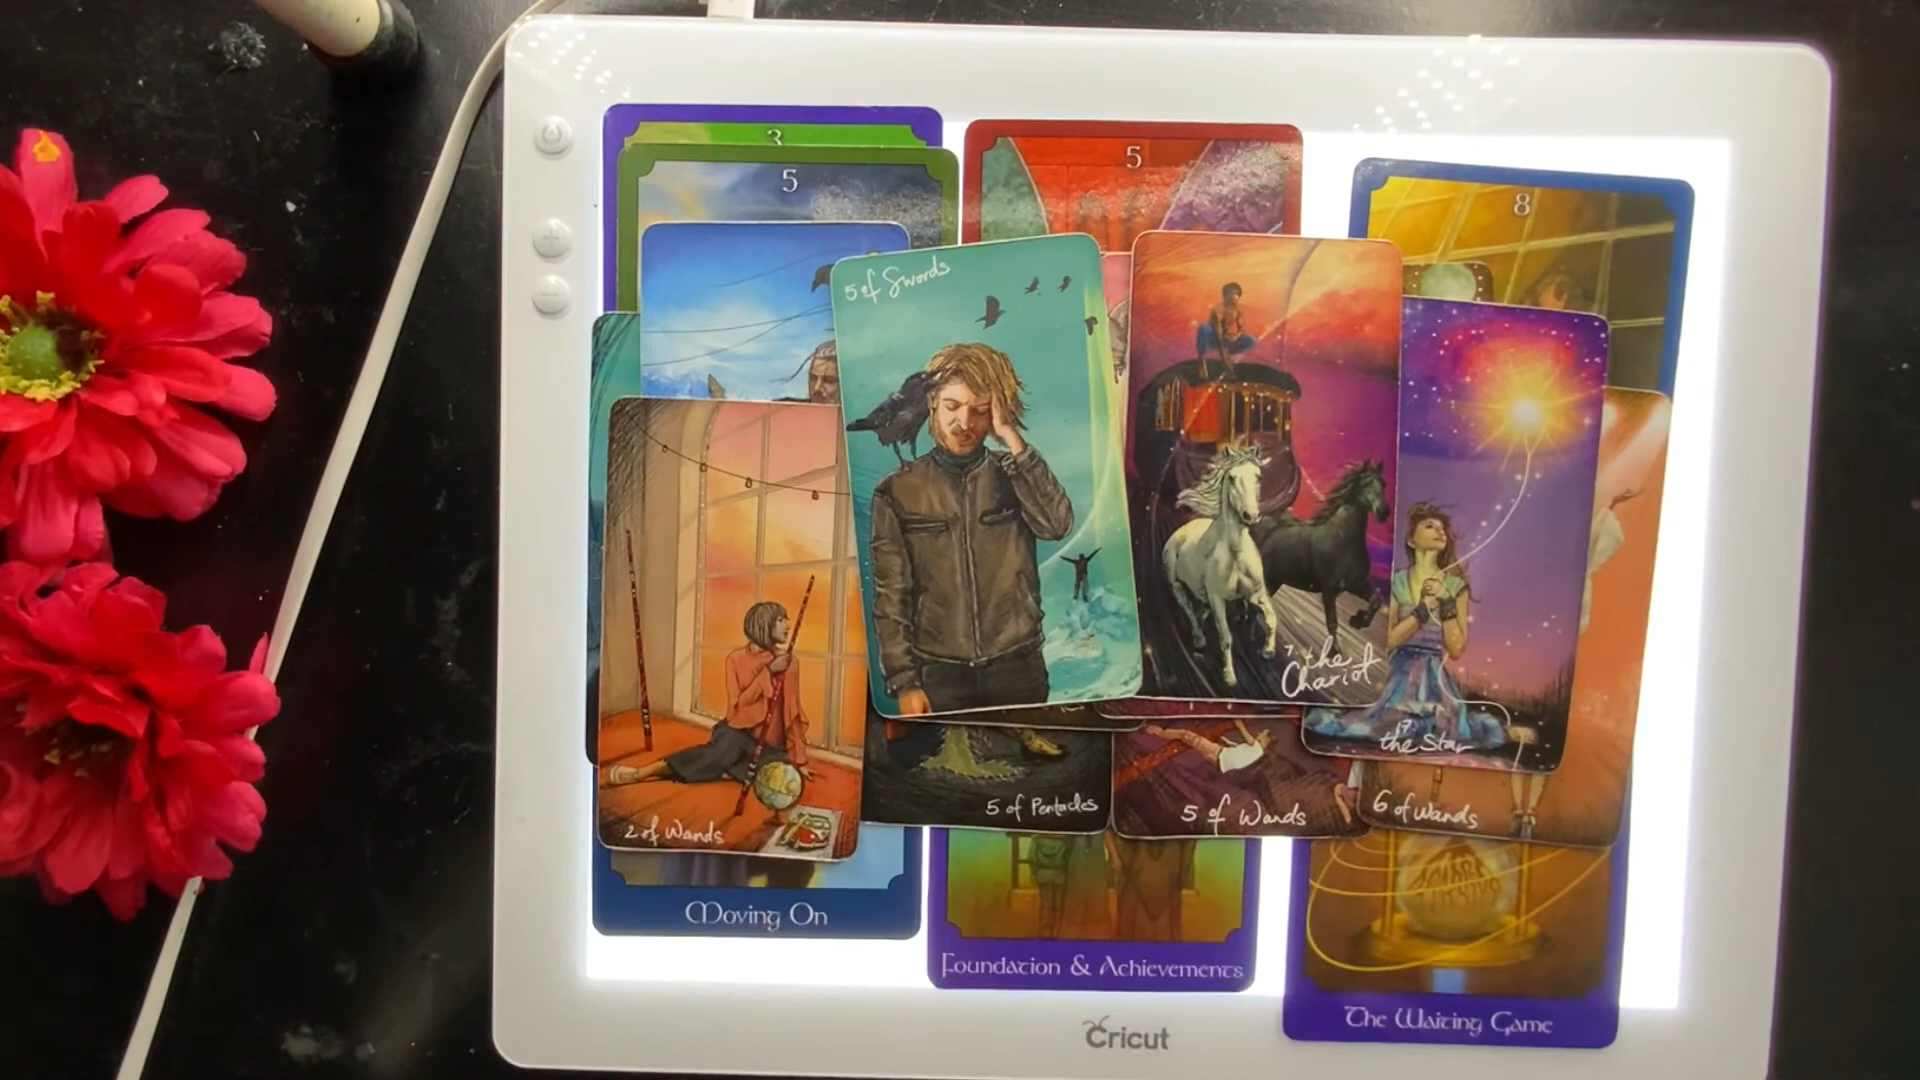 3
5
5
8
5 of Swords
7 the
Chariot
17
the Star
5 of Pentacles
5 of Wands
6 of Wands
2 of Wands
Moving On
Foundation & Achievements
The Waiting Game
Cricut